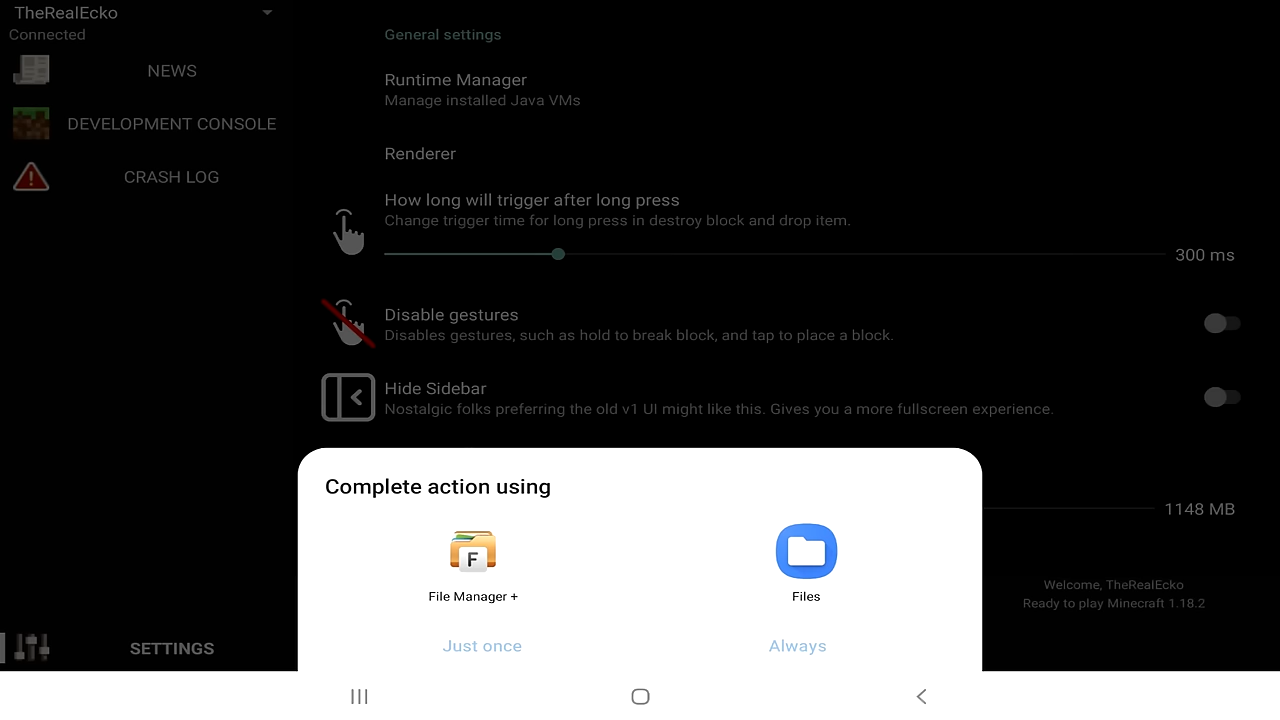 TheRealEcko
Connected
NEWS
DEVELOPMENT CONSOLE
CRASH LOG
SETTINGS
General settings
Runtime Manager
Manage installed Java VMs
Renderer
How long will trigger after long press
Change trigger time for long press in destroy block and drop item.
300 ms
Disable gestures
Disables gestures, such as hold to break block, and tap to place a block.
Hide Sidebar
Nostalgic folks preferring the old v1 UI might like this. Gives you a more fullscreen experience.
1148 MB
Welcome, TheRealEcko
Ready to play Minecraft 1.18.2
Complete action using
F
File Manager +
Files
Just once
Always